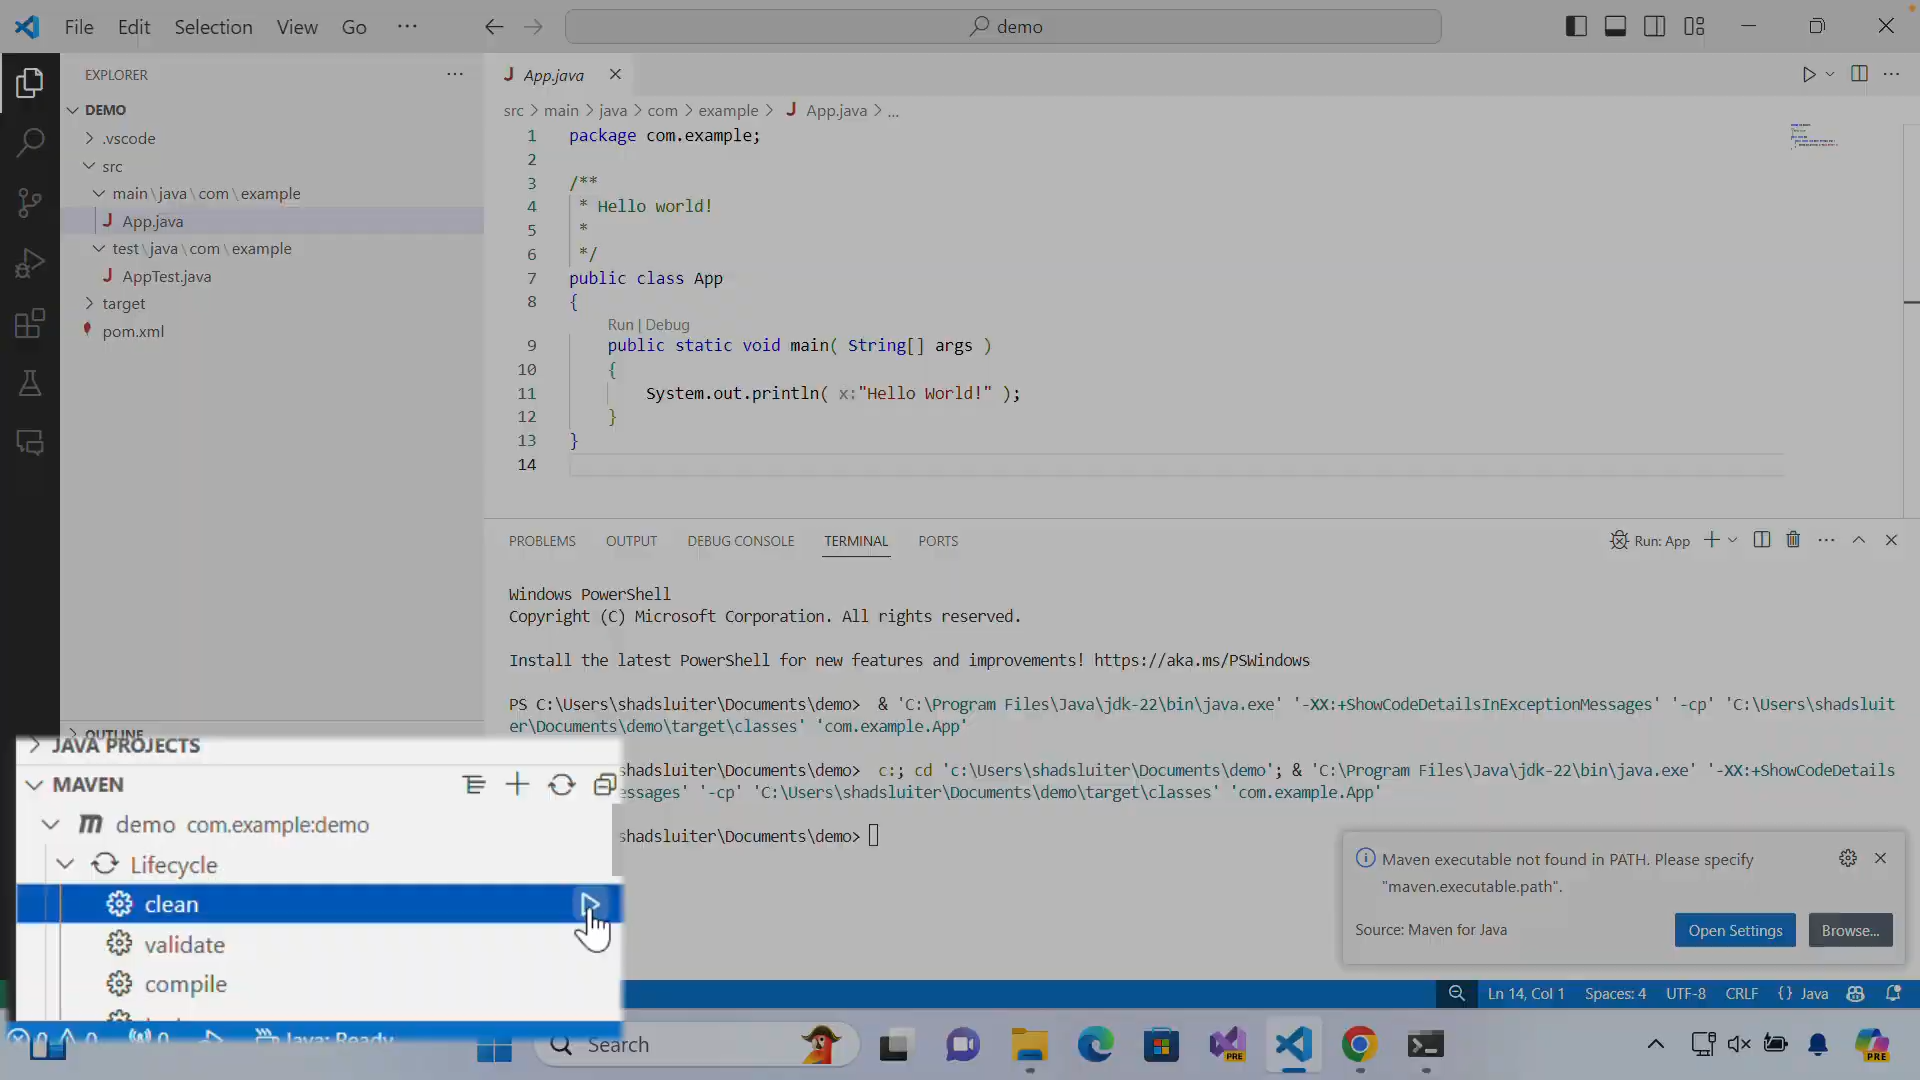 File Edit Selection View Go ···
demo
EXPLORER
DEMO
.vscode
src
main\java\com\example
App.java
test\java\com\example
AppTest.java
target
pom.xml
OUTLINE
JAVA PROJECTS
MAVEN
demo com.example:demo
Lifecycle
clean
validate
compile
App.java
src > main > java > com > example > App.java > ...
1 package com.example;
2
3 /**
4 * Hello world!
5 *
6 */
7 public class App
8 {
Run | Debug
9 public static void main( String[] args )
10 {
11 System.out.println( x:"Hello World!" );
12 }
13 }
14
PROBLEMS OUTPUT DEBUG CONSOLE TERMINAL PORTS
Run: App
Windows PowerShell
Copyright (C) Microsoft Corporation. All rights reserved.
Install the latest PowerShell for new features and improvements! https://aka.ms/PSWindows
PS C:\Users\shadsluiter\Documents\demo> & 'C:\Program Files\Java\jdk-22\bin\java.exe' '-XX:+ShowCodeDetailsInExceptionMessages' '-cp' 'C:\Users\shadsluit
er\Documents\demo\target\classes' 'com.example.App'
shadsluiter\Documents\demo> c:; cd 'c:\Users\shadsluiter\Documents\demo'; & 'C:\Program Files\Java\jdk-22\bin\java.exe' '-XX:+ShowCodeDetails
essages' '-cp' 'C:\Users\shadsluiter\Documents\demo\target\classes' 'com.example.App'
shadsluiter\Documents\demo>
Maven executable not found in PATH. Please specify
"maven.executable.path".
Source: Maven for Java
Open Settings
Browse...
0 0 0 Java: Ready
Ln 14, Col 1 Spaces: 4 UTF-8 CRLF {} Java
Search
PRE
PRE